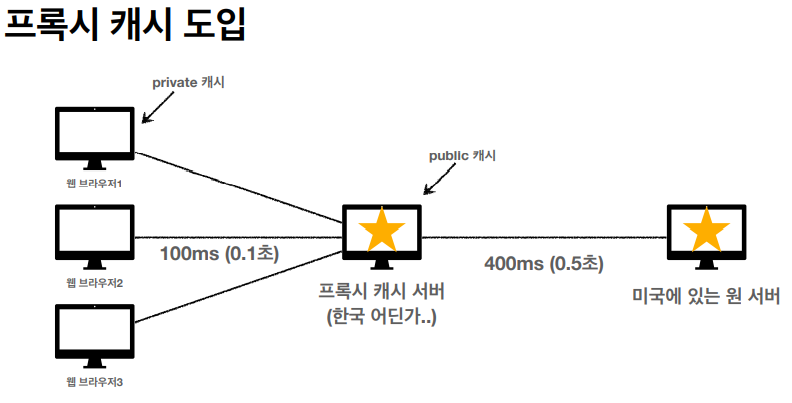 프록시 캐시 도입
private 캐시
public 캐시
웹 브라우저1
웹 브라우저2
100ms (0.1초)
400ms (0.5초)
프록시 캐시 서버
(한국 어딘가..)
미국에 있는 원 서버
웹 브라우저3